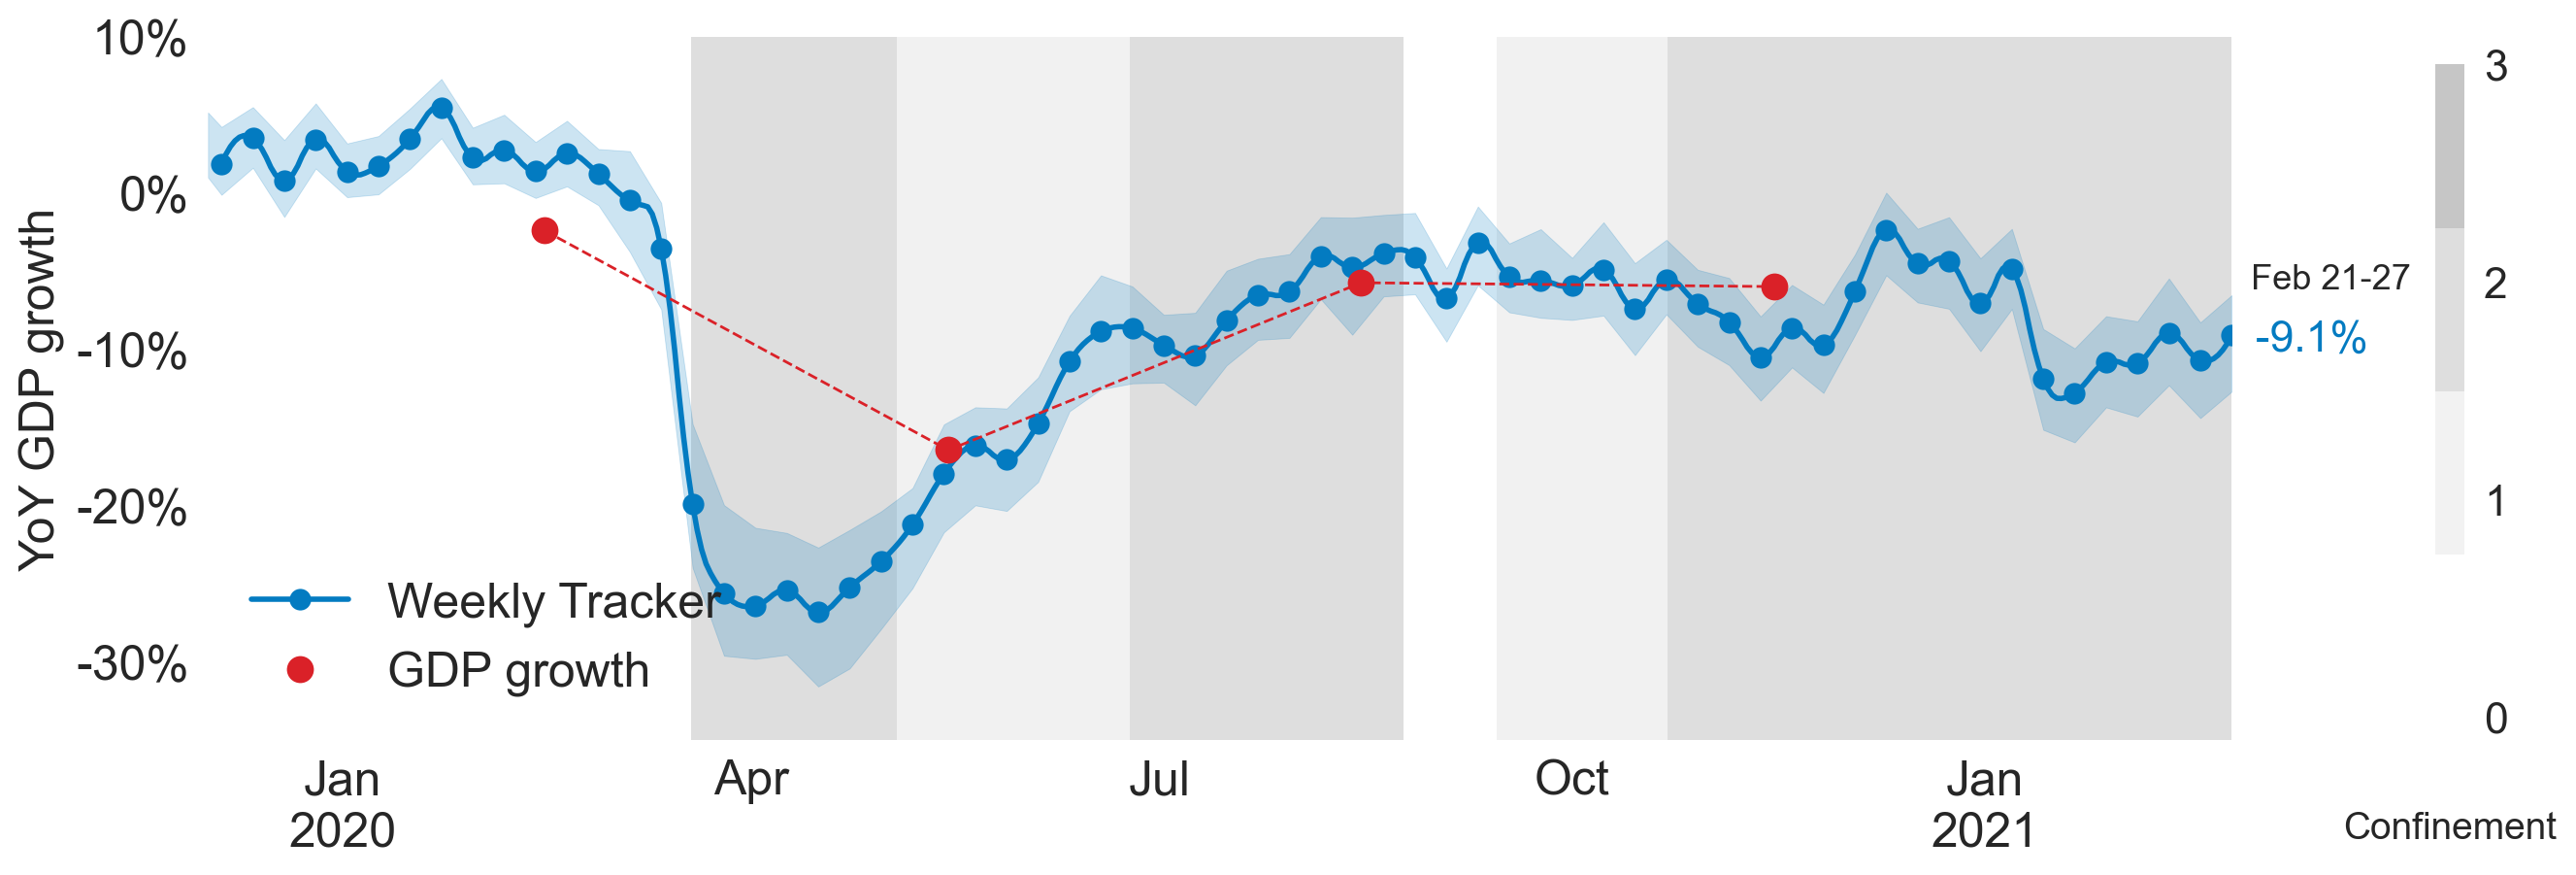 YoY GDP growth
10%
0%
-10%
-20%
-30%
Weekly Tracker
GDP growth
Jan
2020
Apr
Jul
Oct
Jan
2021
Feb 21-27
-9.1%
3
2
1
0
Confinement